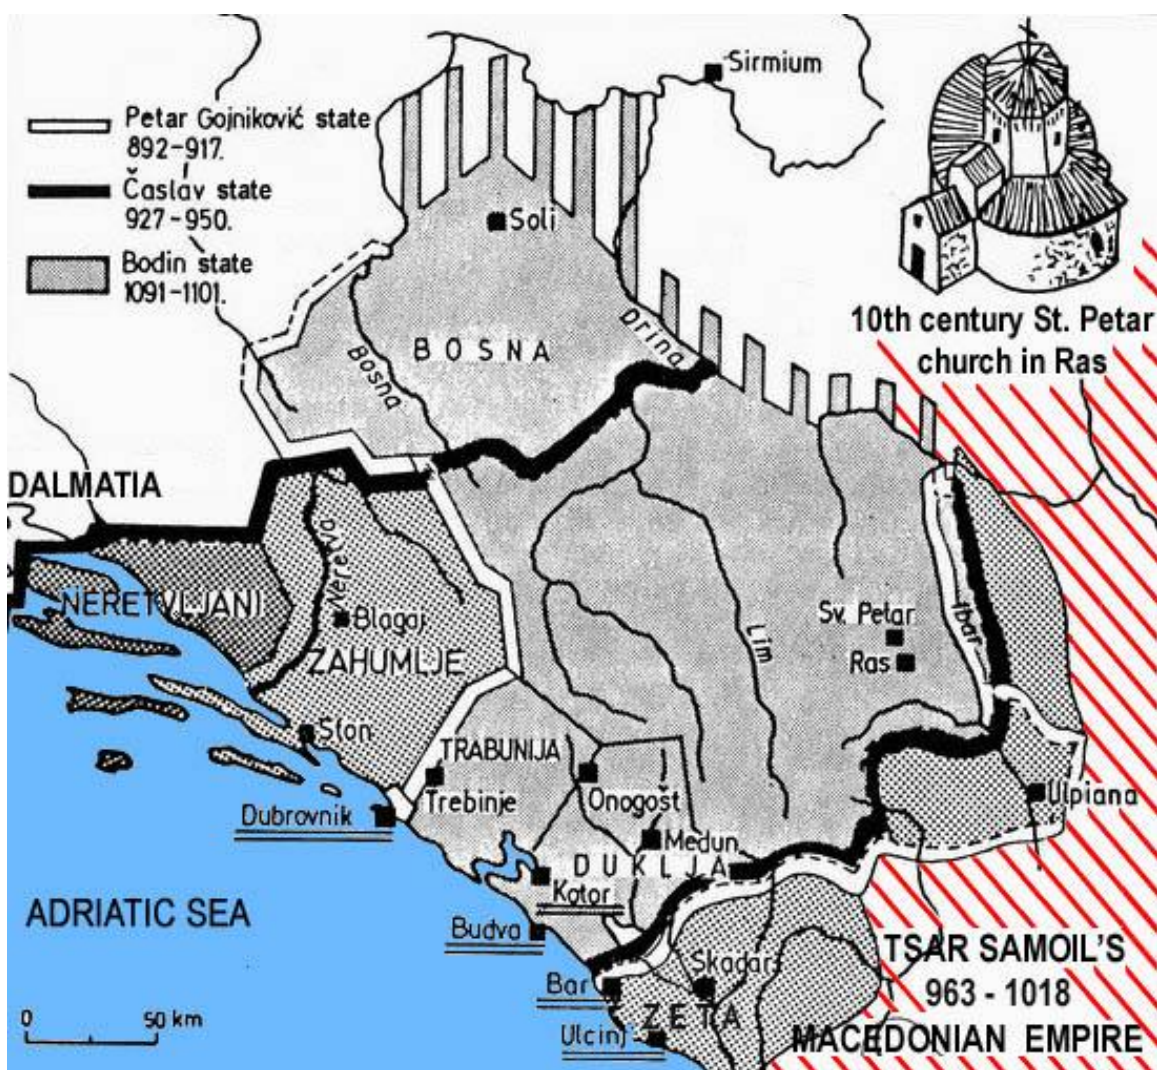 Petar Gojniković state
892-917.
Časlav state
927-950.
Bodin state
1091-1101.
Sirmium
Soli
10th century St. Petar
church in Ras
BOSNA
Bosna
Drina
DALMATIA
NERETVLJANI
Neretva
Blagaj
ZAHUMLJE
Ston
Lim
Ibar
Sv. Petar
Ras
TRABUNIJA
Trebinje
Onogošt
Ulpiana
Dubrovnik
Medun
DUKLJA
Kotor
ADRIATIC SEA
Budva
Bar
Skadar
ZETA
Ulcinj
TSAR SAMOIL'S
963 - 1018
MACEDONIAN EMPIRE
0 50 km